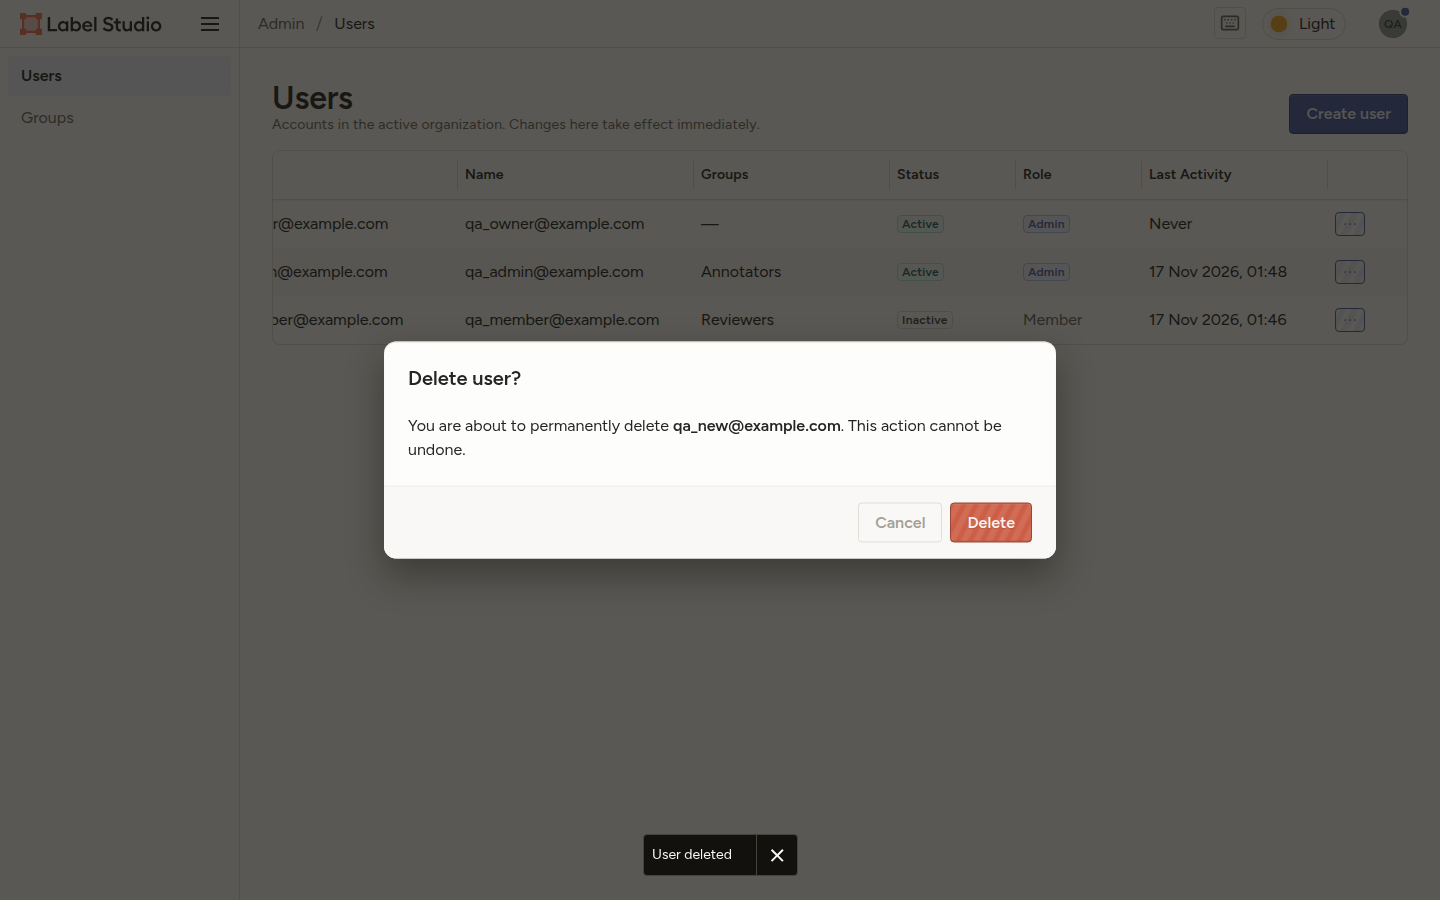 Label Studio
Admin / Users
Light
QA
Users
Groups
Users
Accounts in the active organization. Changes here take effect immediately.
Create user
Name Groups Status Role Last Activity
r@example.com qa_owner@example.com — Active Admin Never ...
@example.com qa_admin@example.com Annotators Active Admin 17 Nov 2026, 01:48 ...
ber@example.com qa_member@example.com Reviewers Inactive Member 17 Nov 2026, 01:46 ...
Delete user?
You are about to permanently delete qa_new@example.com. This action cannot be
undone.
Cancel Delete
User deleted